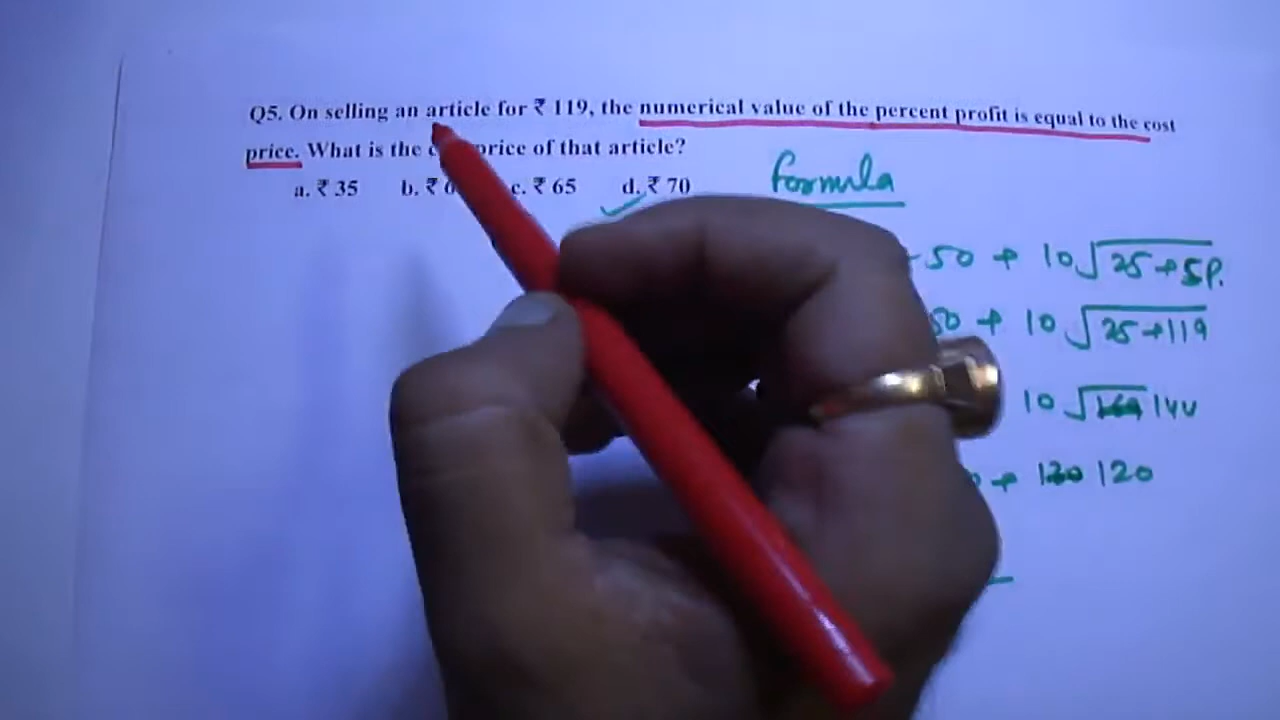 Q5. On selling an article for ₹ 119, the numerical value of the percent profit is equal to the cost
price. What is the price of that article?
a. ₹ 35 b. ₹ c. ₹ 65 d. ₹ 70
formula
50 + 10√25+SP.
50 + 10√25+119
10√144
+ 120